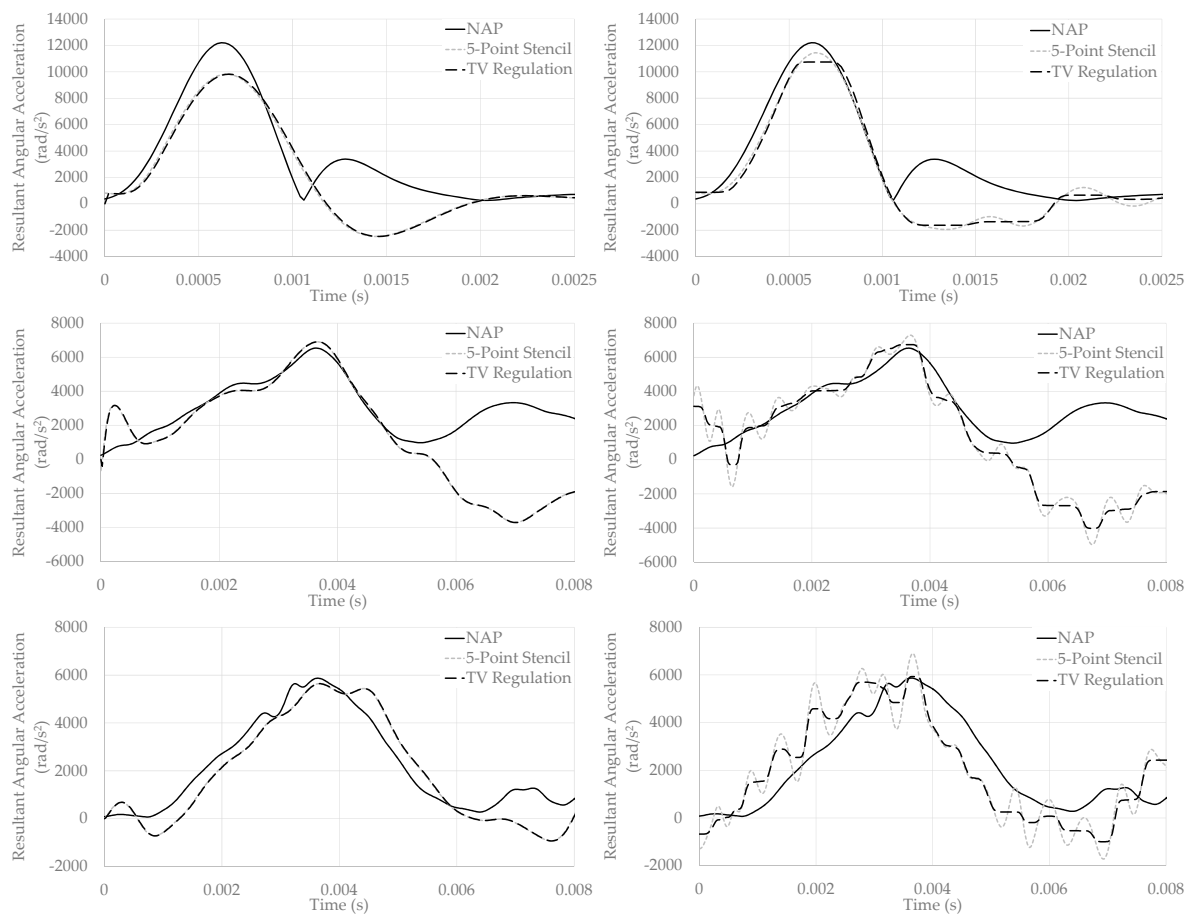 14000
12000
10000
8000
6000
4000
2000
0
-2000
-4000
Resultant Angular Acceleration
(rad/s²)
0 0.0005 0.001 0.0015 0.002 0.0025
Time (s)
NAP
5-Point Stencil
TV Regulation
14000
12000
10000
8000
6000
4000
2000
0
-2000
-4000
Resultant Angular Acceleration
(rad/s²)
0 0.0005 0.001 0.0015 0.002 0.0025
Time (s)
NAP
5-Point Stencil
TV Regulation
8000
6000
4000
2000
0
-2000
-4000
-6000
Resultant Angular Acceleration
(rad/s²)
0 0.002 0.004 0.006 0.008
Time (s)
NAP
5-Point Stencil
TV Regulation
8000
6000
4000
2000
0
-2000
-4000
-6000
Resultant Angular Acceleration
(rad/s²)
0 0.002 0.004 0.006 0.008
Time (s)
NAP
5-Point Stencil
TV Regulation
8000
6000
4000
2000
0
-2000
Resultant Angular Acceleration
(rad/s²)
0 0.002 0.004 0.006 0.008
Time (s)
NAP
5-Point Stencil
TV Regulation
8000
6000
4000
2000
0
-2000
Resultant Angular Acceleration
(rad/s²)
0 0.002 0.004 0.006 0.008
Time (s)
NAP
5-Point Stencil
TV Regulation